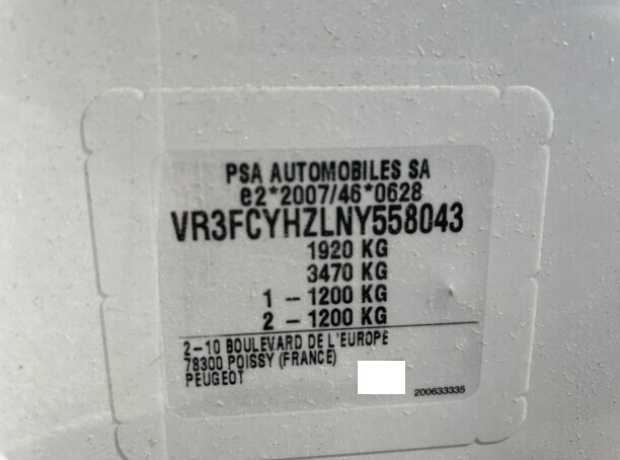 PSA AUTOMOBILES SA
e2*2007/46*0628
VR3FCYHZLNY558043
1920 KG
3470 KG
1 – 1200 KG
2 – 1200 KG
2–10 BOULEVARD DE L'EUROPE
78300 POISSY (FRANCE)
PEUGEOT
200633335